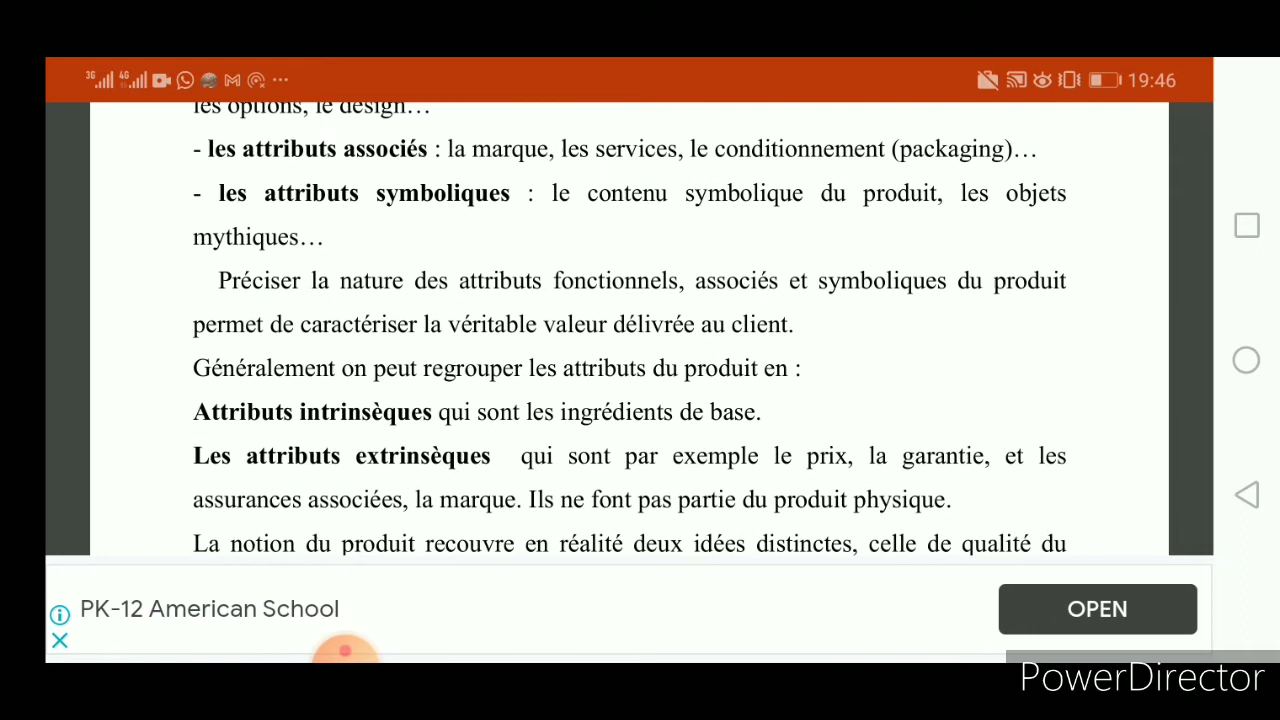 3G 4G 19:46
les options, le design…
- les attributs associés : la marque, les services, le conditionnement (packaging)…
- les attributs symboliques : le contenu symbolique du produit, les objets
mythiques…
Préciser la nature des attributs fonctionnels, associés et symboliques du produit
permet de caractériser la véritable valeur délivrée au client.
Généralement on peut regrouper les attributs du produit en :
Attributs intrinsèques qui sont les ingrédients de base.
Les attributs extrinsèques qui sont par exemple le prix, la garantie, et les
assurances associées, la marque. Ils ne font pas partie du produit physique.
La notion du produit recouvre en réalité deux idées distinctes, celle de qualité du
PK-12 American School
OPEN
PowerDirector